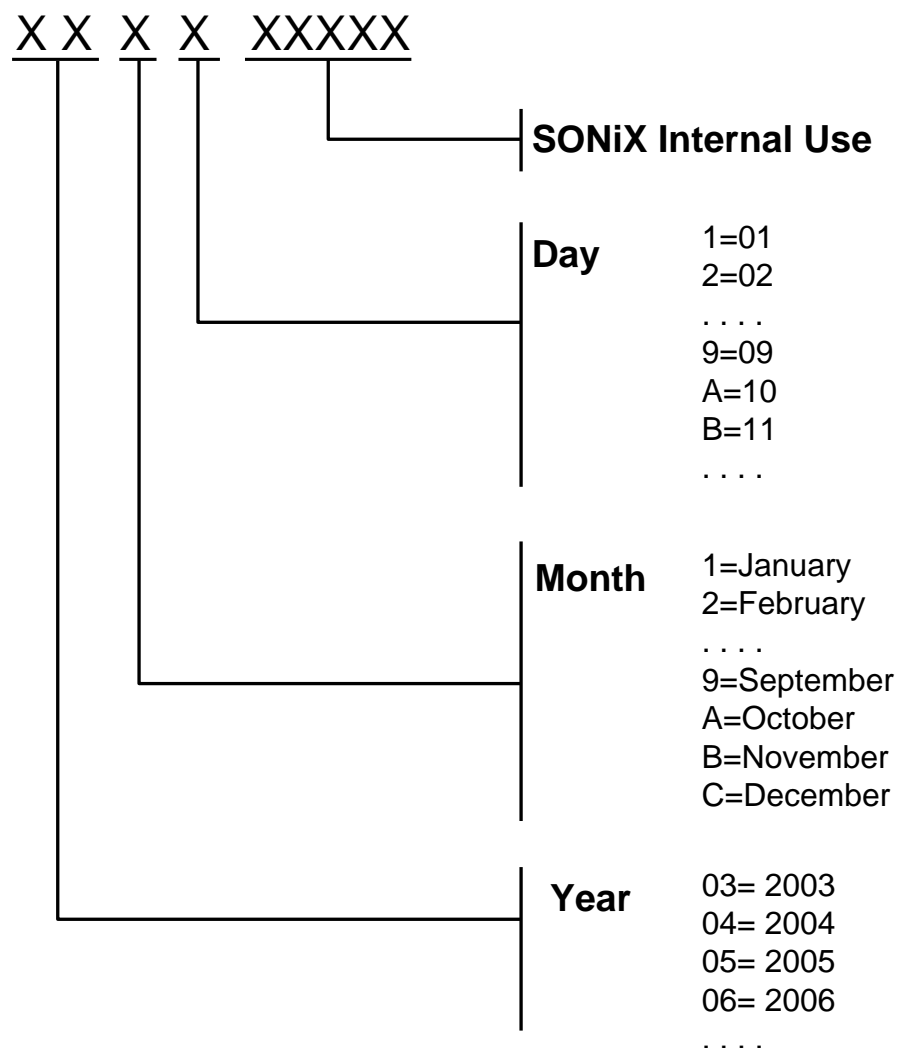 X X X X XXXXX
SONiX Internal Use
Day
1=01
2=02
. . . .
9=09
A=10
B=11
. . . .
Month
1=January
2=February
. . . .
9=September
A=October
B=November
C=December
Year
03= 2003
04= 2004
05= 2005
06= 2006
. . . .